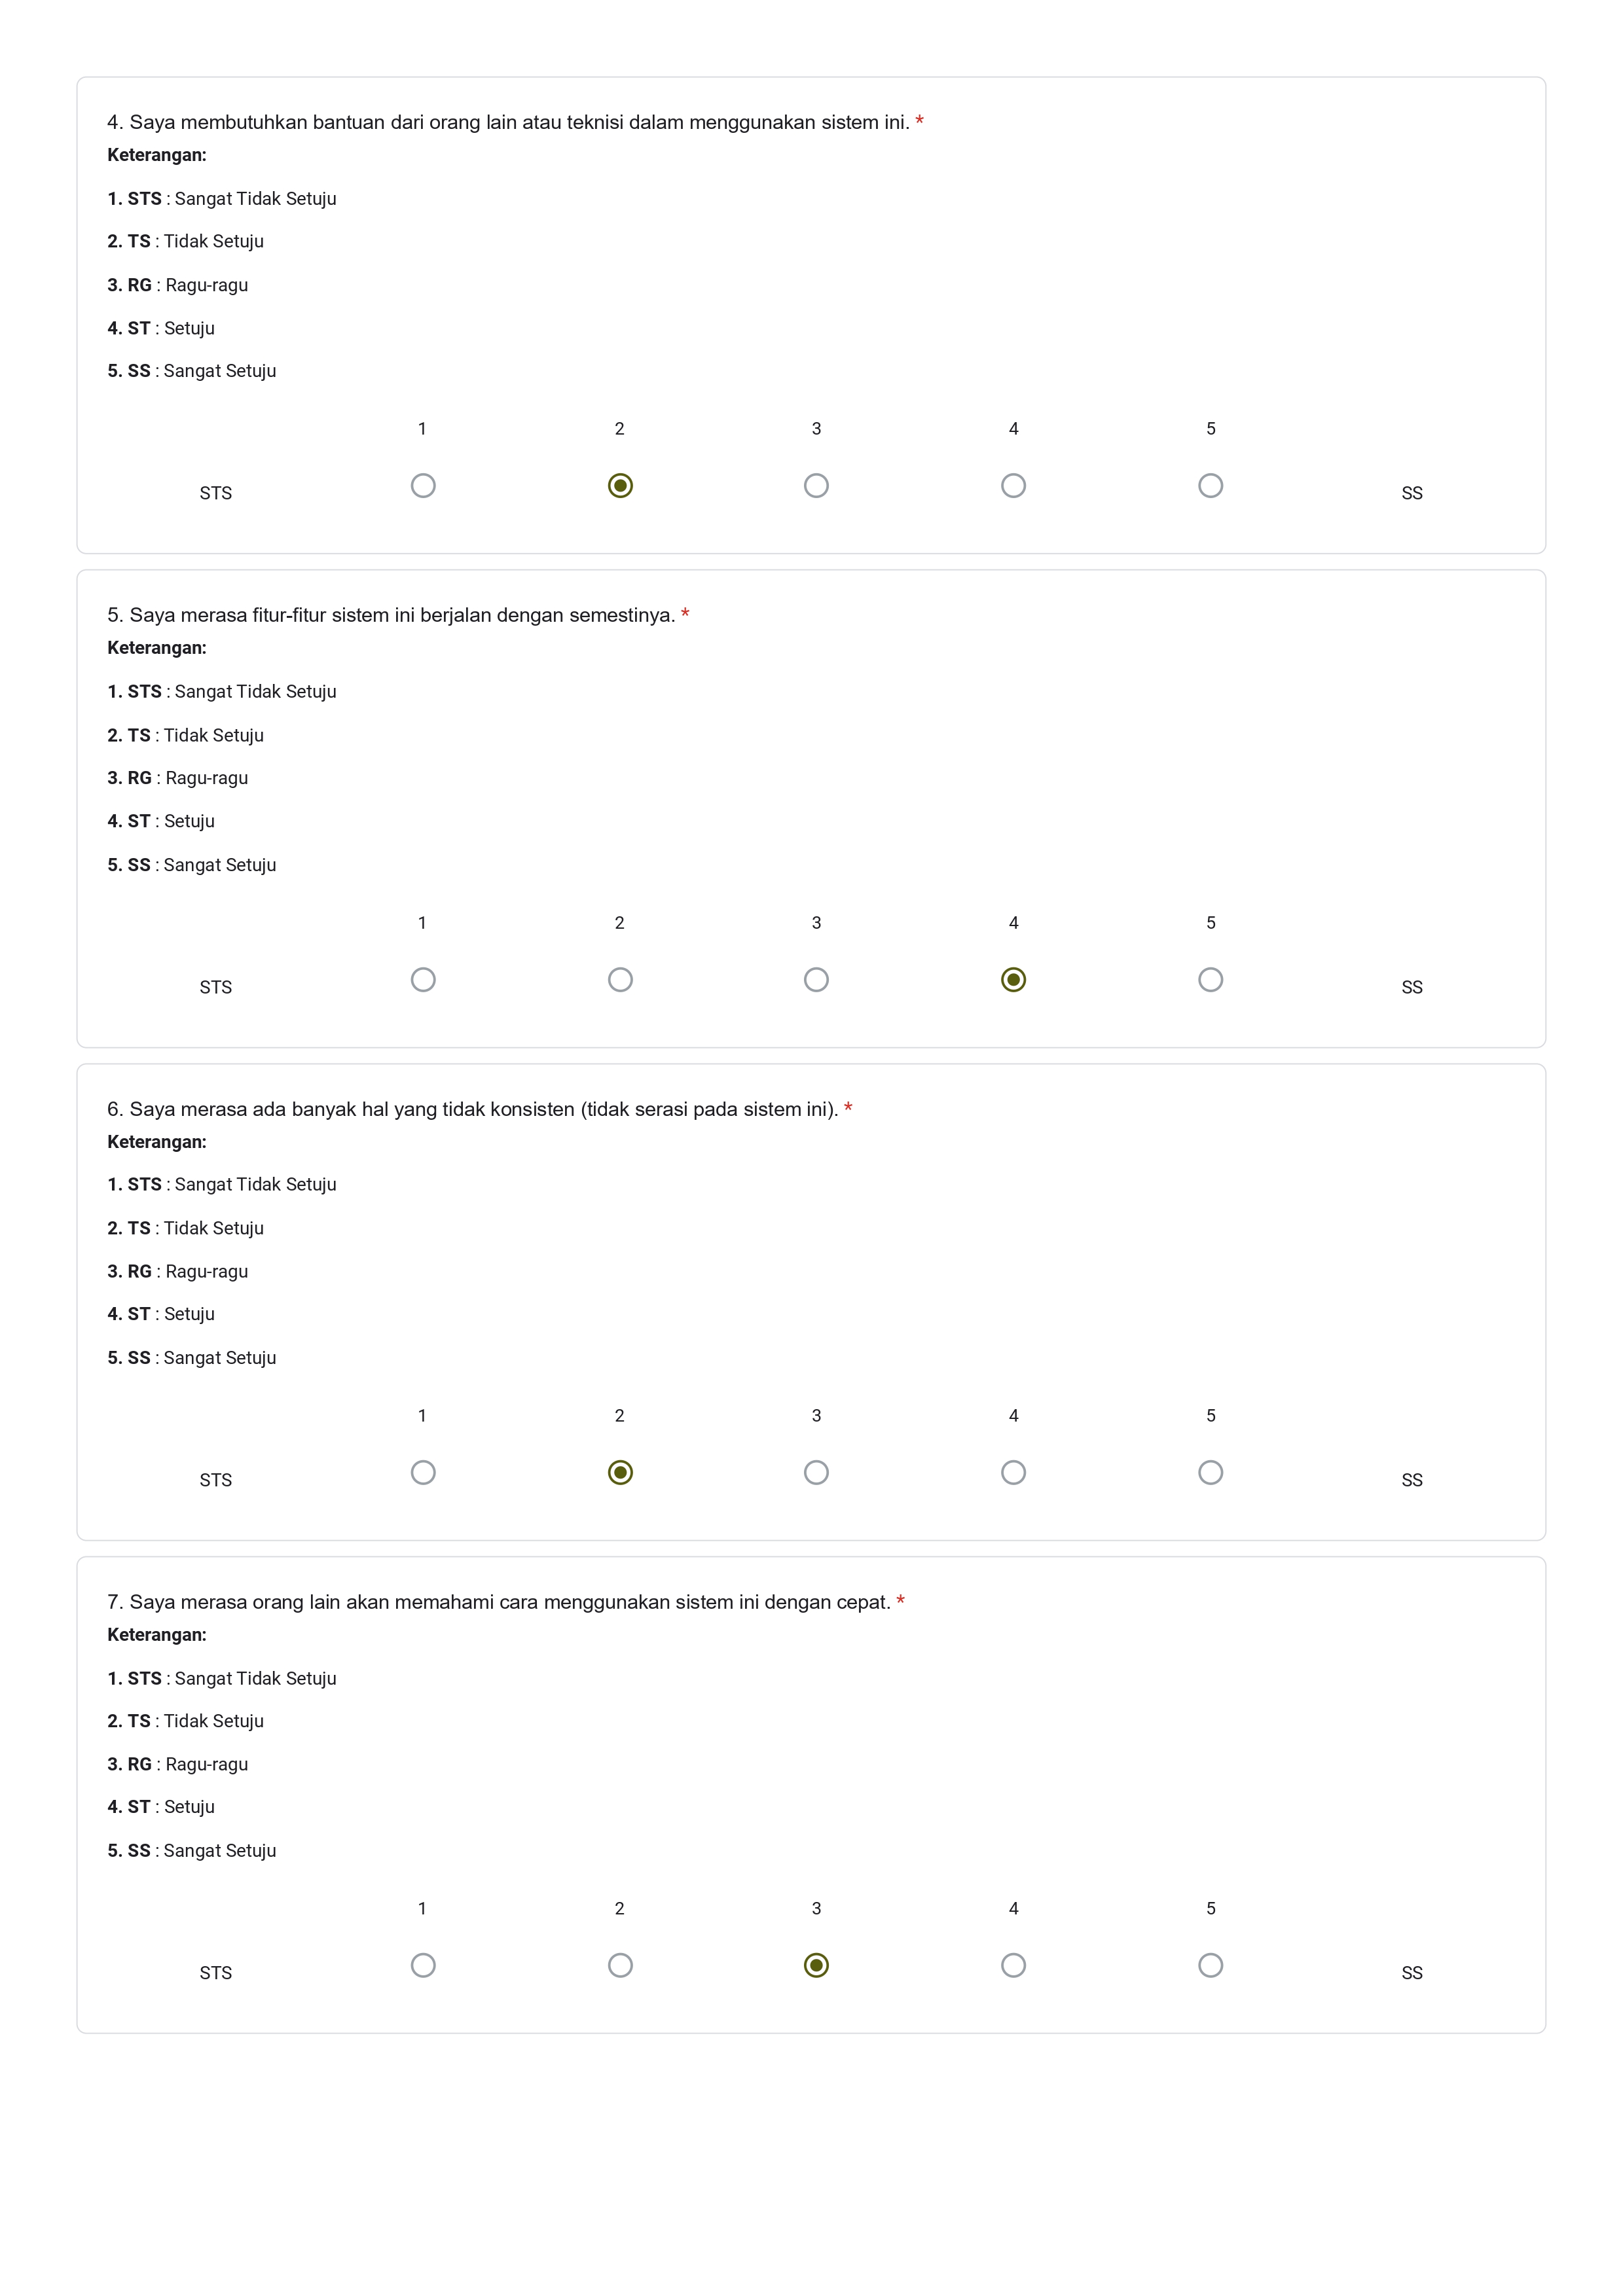 4. Saya membutuhkan bantuan dari orang lain atau teknisi dalam menggunakan sistem ini. *
Keterangan:
1. STS : Sangat Tidak Setuju
2. TS : Tidak Setuju
3. RG : Ragu-ragu
4. ST : Setuju
5. SS : Sangat Setuju
1 2 3 4 5
STS SS
5. Saya merasa fitur-fitur sistem ini berjalan dengan semestinya. *
Keterangan:
1. STS : Sangat Tidak Setuju
2. TS : Tidak Setuju
3. RG : Ragu-ragu
4. ST : Setuju
5. SS : Sangat Setuju
1 2 3 4 5
STS SS
6. Saya merasa ada banyak hal yang tidak konsisten (tidak serasi pada sistem ini). *
Keterangan:
1. STS : Sangat Tidak Setuju
2. TS : Tidak Setuju
3. RG : Ragu-ragu
4. ST : Setuju
5. SS : Sangat Setuju
1 2 3 4 5
STS SS
7. Saya merasa orang lain akan memahami cara menggunakan sistem ini dengan cepat. *
Keterangan:
1. STS : Sangat Tidak Setuju
2. TS : Tidak Setuju
3. RG : Ragu-ragu
4. ST : Setuju
5. SS : Sangat Setuju
1 2 3 4 5
STS SS